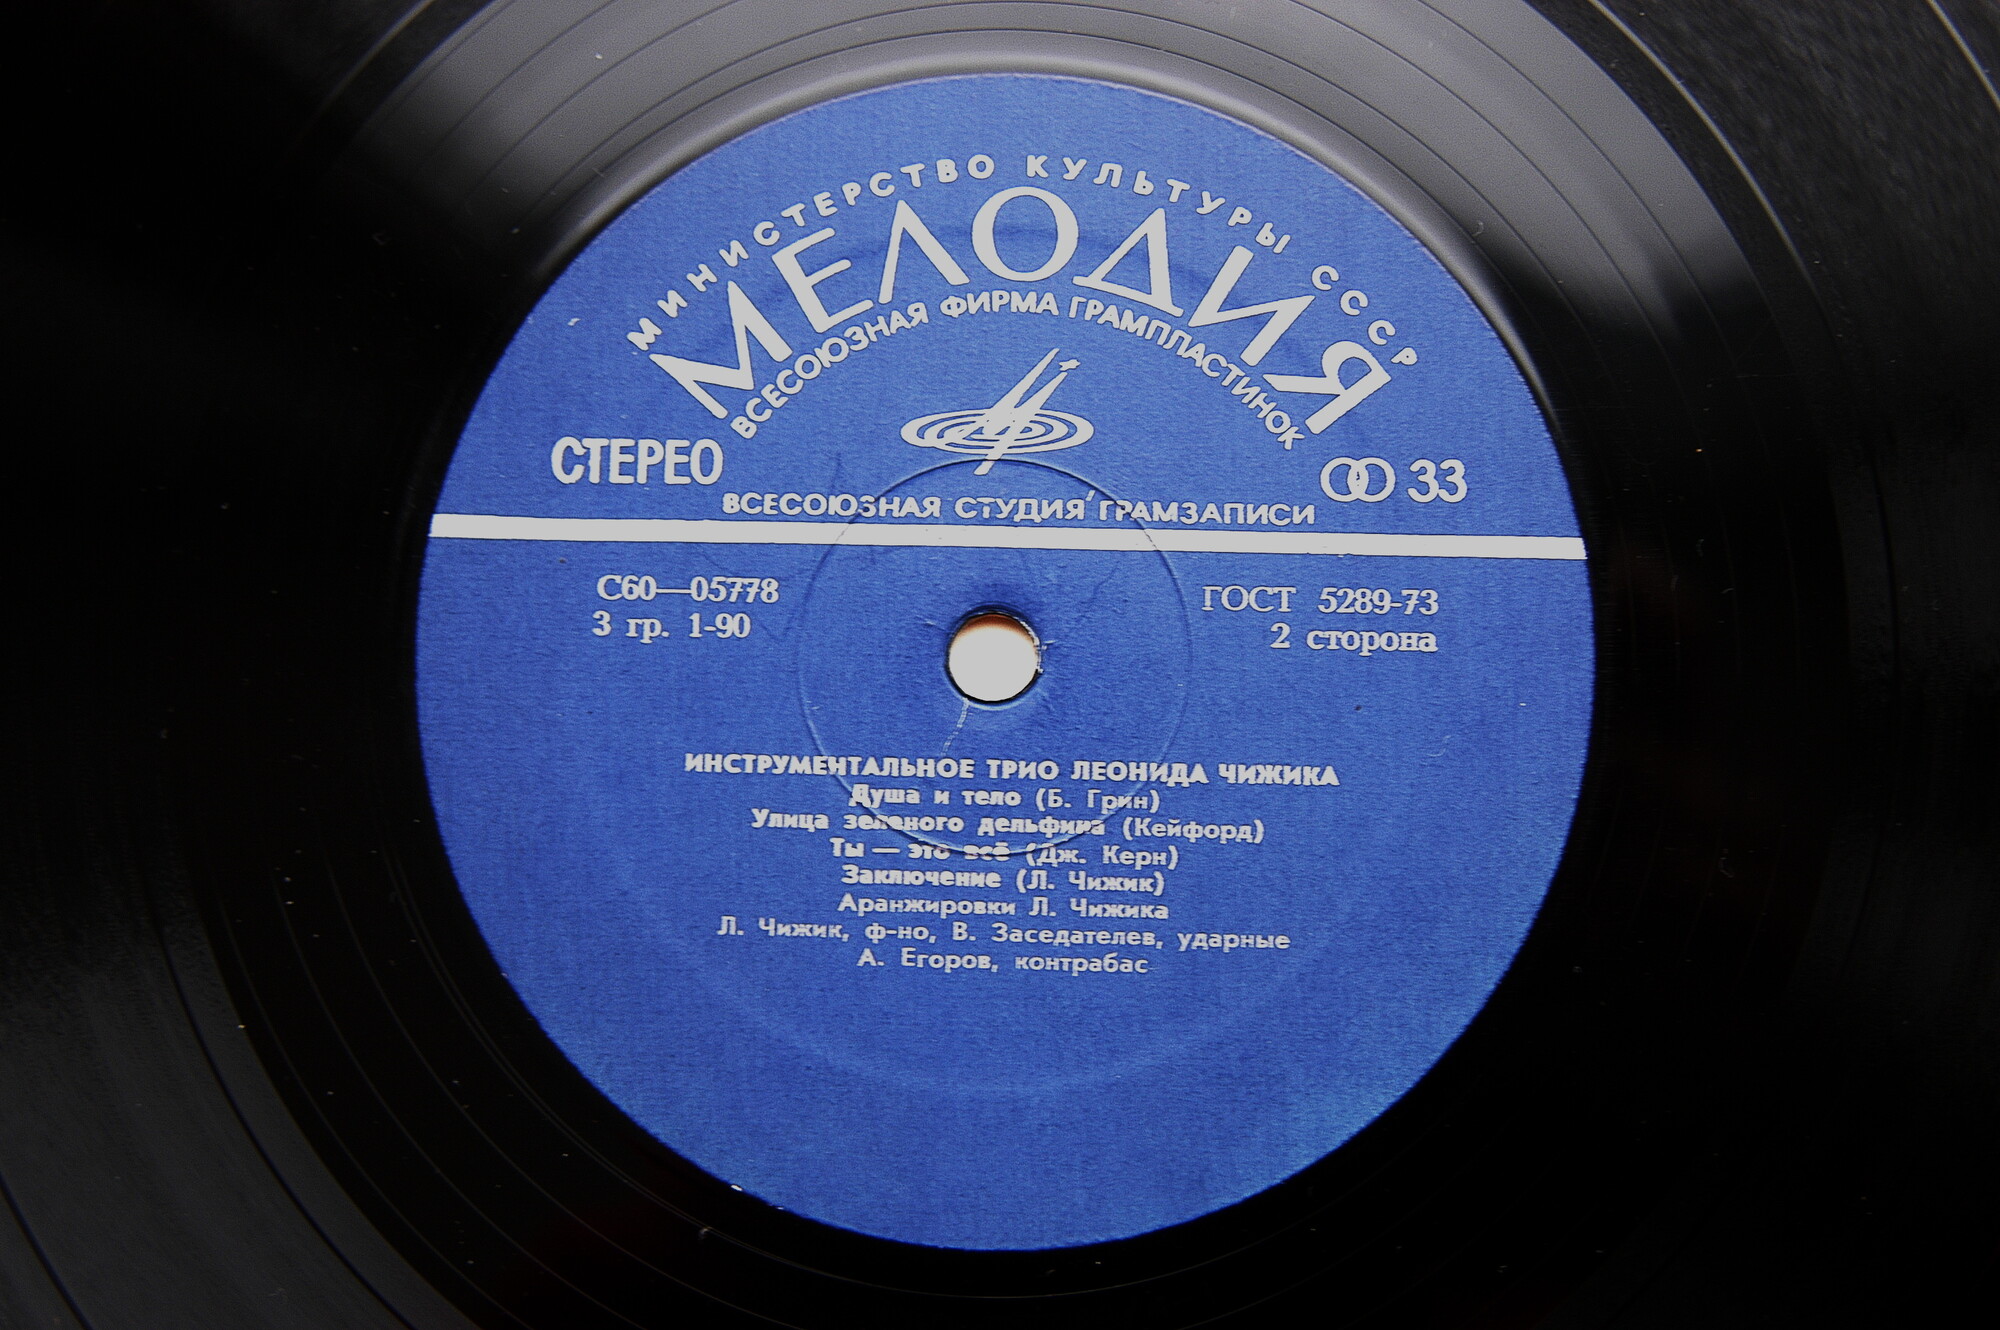 МИНИСТЕРСТВО КУЛЬТУРЫ СССР
МЕЛОДИЯ
ВСЕСОЮЗНАЯ ФИРМА ГРАМПЛАСТИНОК
СТЕРЕО
33
ВСЕСОЮЗНАЯ СТУДИЯ ГРАМЗАПИСИ
С60—05778
ГОСТ 5289-73
3 гр. 1-90
2 сторона
ИНСТРУМЕНТАЛЬНОЕ ТРИО ЛЕОНИДА ЧИЖИКА
Душа и тело (Б. Грин)
Улица зеленого дельфина (Кейфорд)
Ты — это всё (Дж. Керн)
Заключение (Л. Чижик)
Аранжировки Л. Чижика
Л. Чижик, ф-но, В. Заседателев, ударные
А. Егоров, контрабас